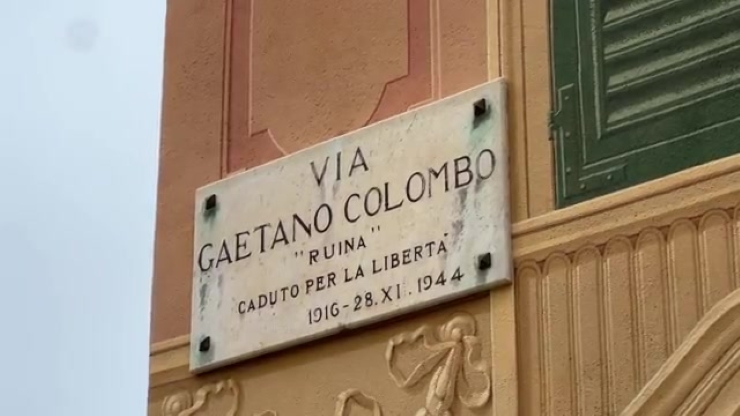 VIA
GAETANO COLOMBO
"RUINA"
CADUTO PER LA LIBERTÀ
1916-28.XI.1944